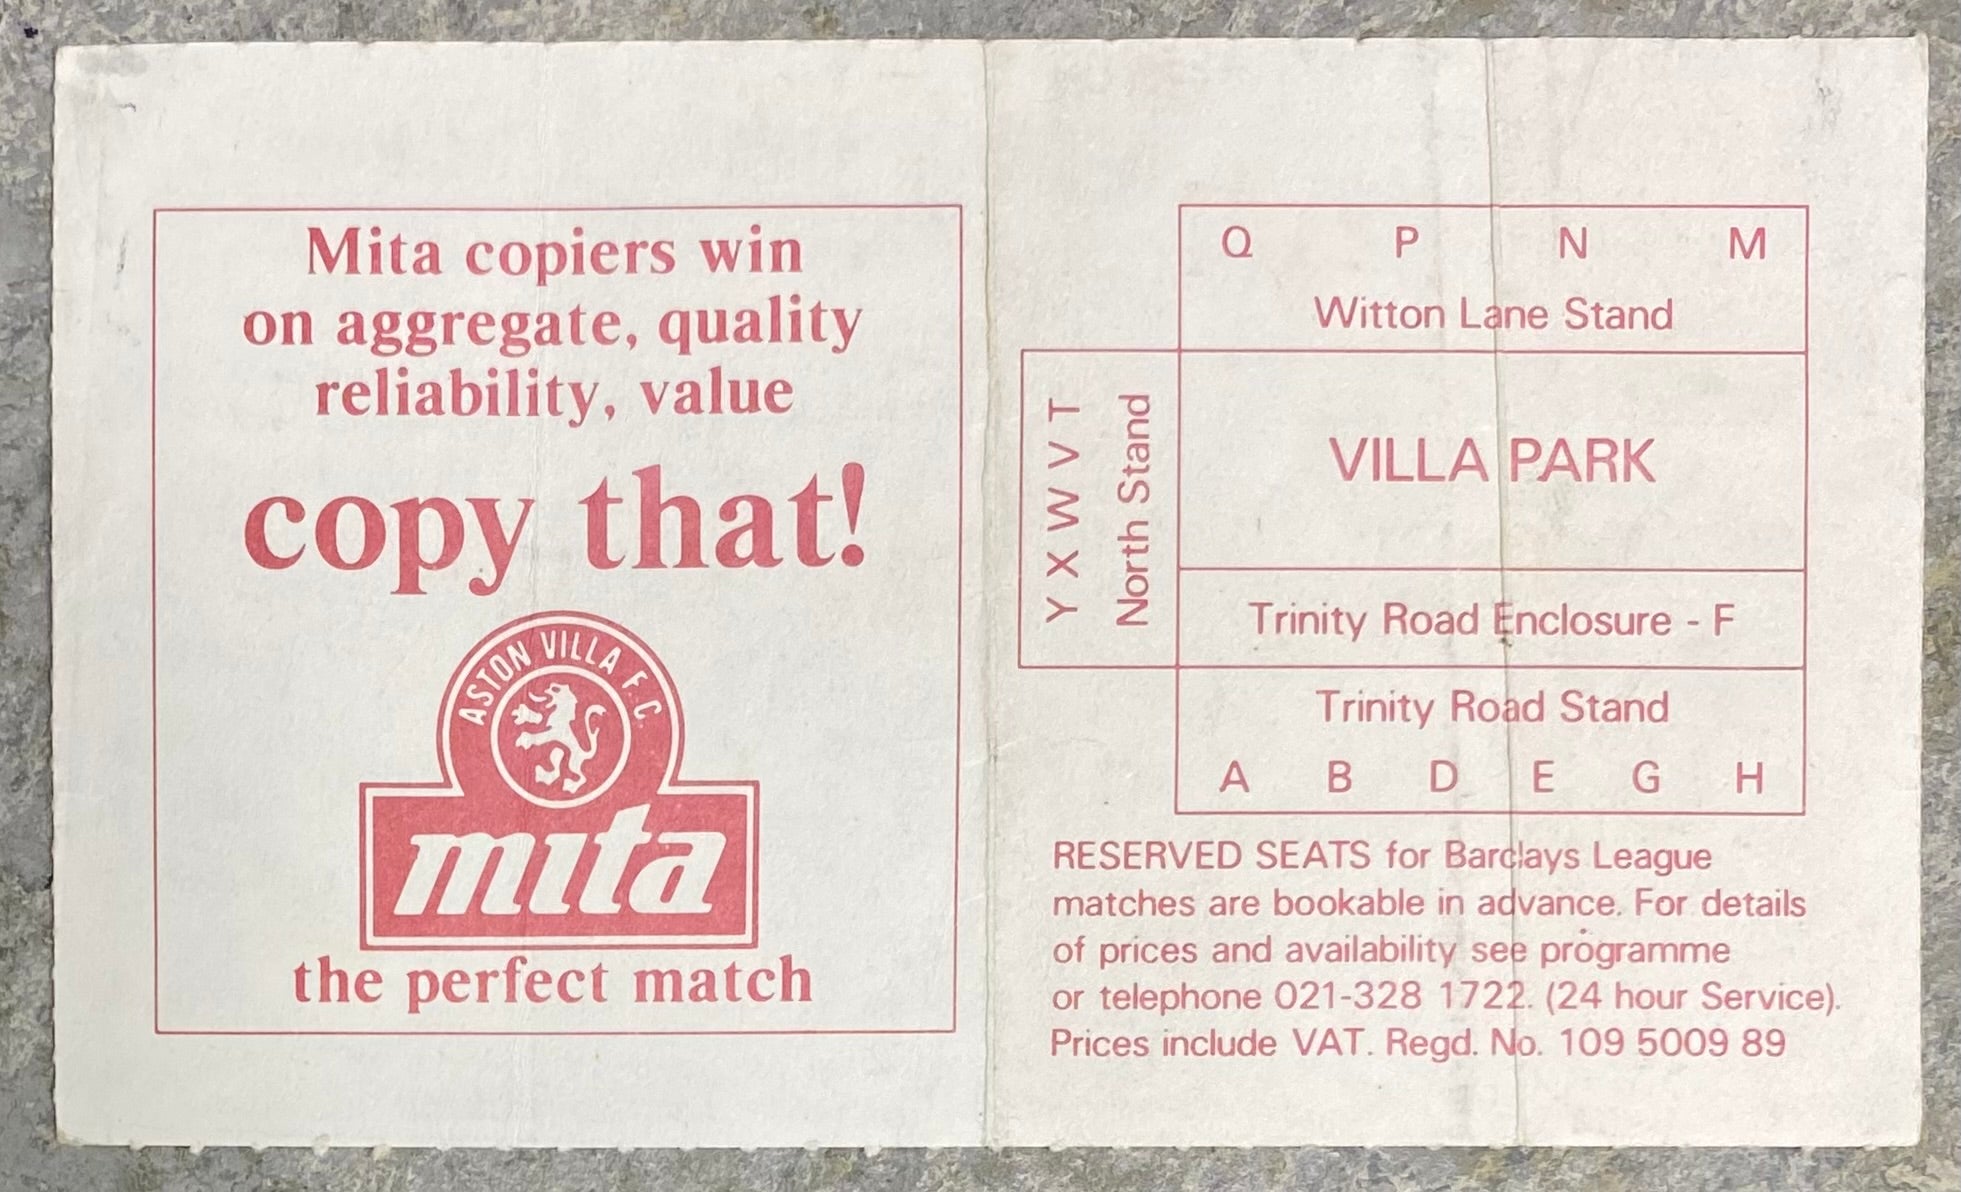 Mita copiers win
on aggregate, quality
reliability, value
copy that!
ASTON VILLA F.C.
mita
the perfect match
Q P N M
Witton Lane Stand
Y X W V T
North Stand
VILLA PARK
Trinity Road Enclosure - F
Trinity Road Stand
A B D E G H
RESERVED SEATS for Barclays League
matches are bookable in advance. For details
of prices and availability see programme
or telephone 021-328 1722. (24 hour Service).
Prices include VAT. Regd. No. 109 5009 89